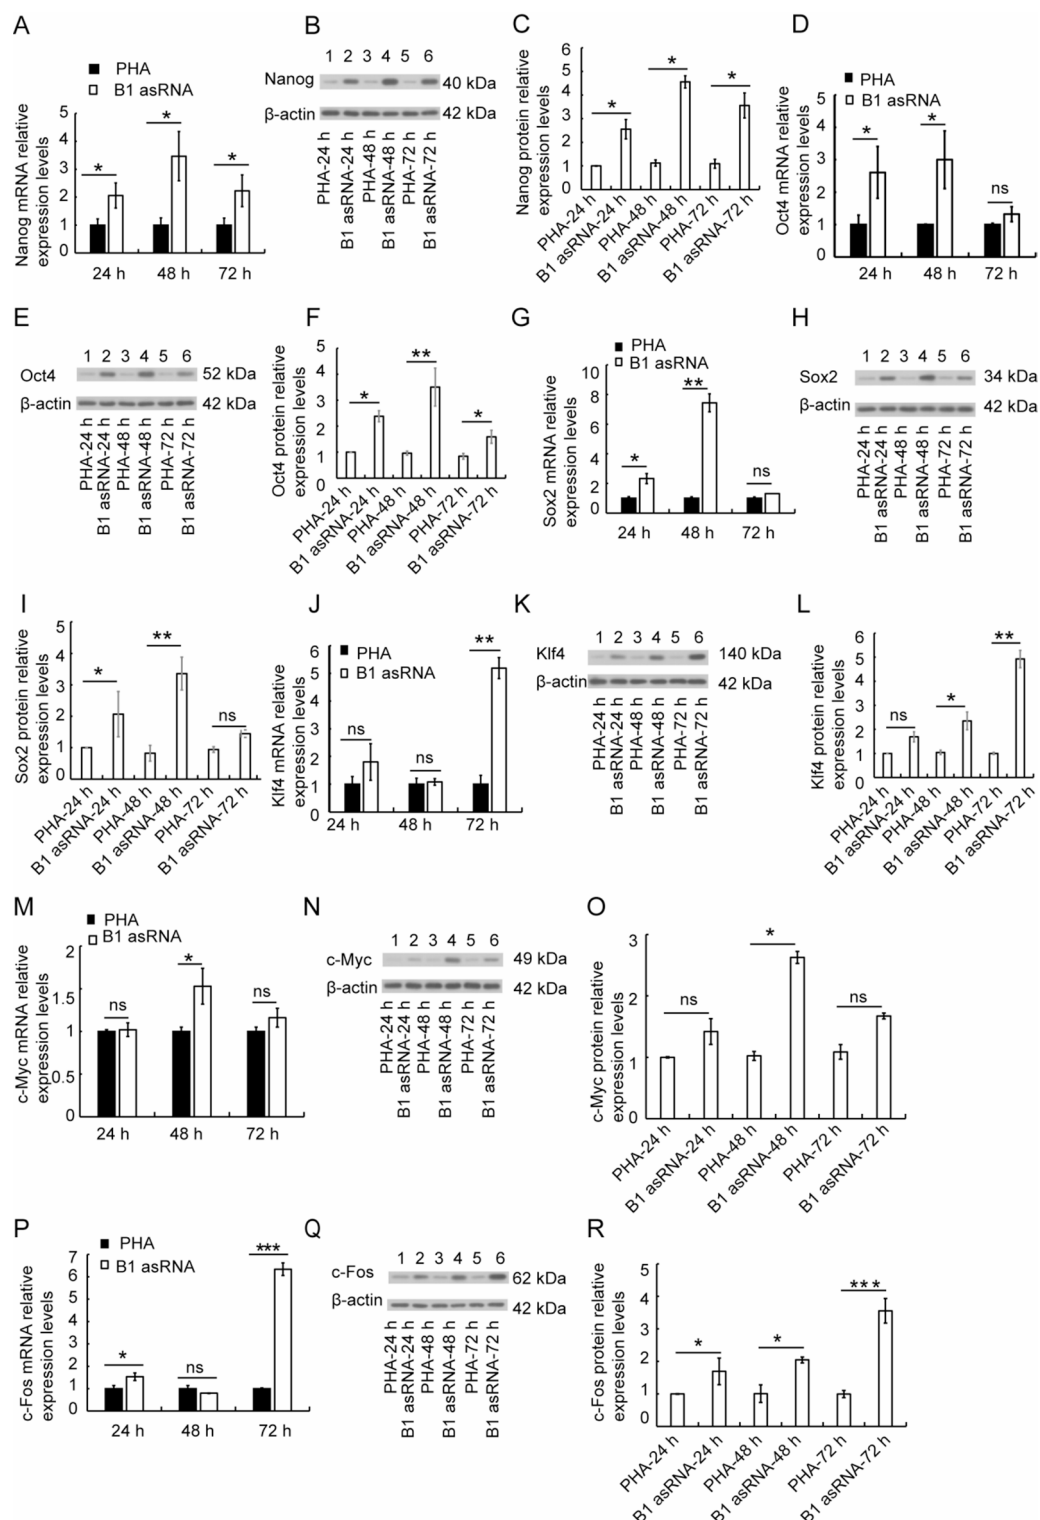 A
PHA
B1 asRNA
Nanog mRNA relative
expression levels
5
4
3
2
1
0
*
*
*
24 h
48 h
72 h
B
1 2 3 4 5 6
Nanog
40 kDa
β-actin
42 kDa
PHA-24 h
B1 asRNA-24 h
PHA-48 h
B1 asRNA-48 h
PHA-72 h
B1 asRNA-72 h
C
Nanog protein relative
expression levels
6
5
4
3
2
1
0
*
*
*
PHA-24 h
B1 asRNA-24 h
PHA-48 h
B1 asRNA-48 h
PHA-72 h
B1 asRNA-72 h
D
PHA
B1 asRNA
Oct4 mRNA relative
expression levels
5
4
3
2
1
0
*
*
ns
24 h
48 h
72 h
E
1 2 3 4 5 6
Oct4
52 kDa
β-actin
42 kDa
PHA-24 h
B1 asRNA-24 h
PHA-48 h
B1 asRNA-48 h
PHA-72 h
B1 asRNA-72 h
F
Oct4 protein relative
expression levels
5
4
3
2
1
0
*
**
*
PHA-24 h
B1 asRNA-24 h
PHA-48 h
B1 asRNA-48 h
PHA-72 h
B1 asRNA-72 h
G
PHA
B1 asRNA
Sox2 mRNA relative
expression levels
10
8
6
4
2
0
*
**
ns
24 h
48 h
72 h
H
1 2 3 4 5 6
Sox2
34 kDa
β-actin
42 kDa
PHA-24 h
B1 asRNA-24 h
PHA-48 h
B1 asRNA-48 h
PHA-72 h
B1 asRNA-72 h
I
Sox2 protein relative
expression levels
5
4
3
2
1
0
*
**
ns
PHA-24 h
B1 asRNA-24 h
PHA-48 h
B1 asRNA-48 h
PHA-72 h
B1 asRNA-72 h
J
PHA
B1 asRNA
Klf4 mRNA relative
expression levels
6
5
4
3
2
1
0
ns
ns
**
24 h
48 h
72 h
K
1 2 3 4 5 6
Klf4
140 kDa
β-actin
42 kDa
PHA-24 h
B1 asRNA-24 h
PHA-48 h
B1 asRNA-48 h
PHA-72 h
B1 asRNA-72 h
L
Klf4 protein relative
expression levels
6
5
4
3
2
1
0
ns
*
**
PHA-24 h
B1 asRNA-24 h
PHA-48 h
B1 asRNA-48 h
PHA-72 h
B1 asRNA-72 h
M
PHA
B1 asRNA
c-Myc mRNA relative
expression levels
2
1.5
1
0.5
0
ns
*
ns
24 h
48 h
72 h
N
1 2 3 4 5 6
c-Myc
49 kDa
β-actin
42 kDa
PHA-24 h
B1 asRNA-24 h
PHA-48 h
B1 asRNA-48 h
PHA-72 h
B1 asRNA-72 h
O
c-Myc protein relative
expression levels
3
2
1
0
ns
*
ns
PHA-24 h
B1 asRNA-24 h
PHA-48 h
B1 asRNA-48 h
PHA-72 h
B1 asRNA-72 h
P
PHA
B1 asRNA
c-Fos mRNA relative
expression levels
7
6
5
4
3
2
1
0
*
ns
***
24 h
48 h
72 h
Q
1 2 3 4 5 6
c-Fos
62 kDa
β-actin
42 kDa
PHA-24 h
B1 asRNA-24 h
PHA-48 h
B1 asRNA-48 h
PHA-72 h
B1 asRNA-72 h
R
c-Fos protein relative
expression levels
5
4
3
2
1
0
*
*
***
PHA-24 h
B1 asRNA-24 h
PHA-48 h
B1 asRNA-48 h
PHA-72 h
B1 asRNA-72 h